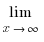 lim
x → ∞